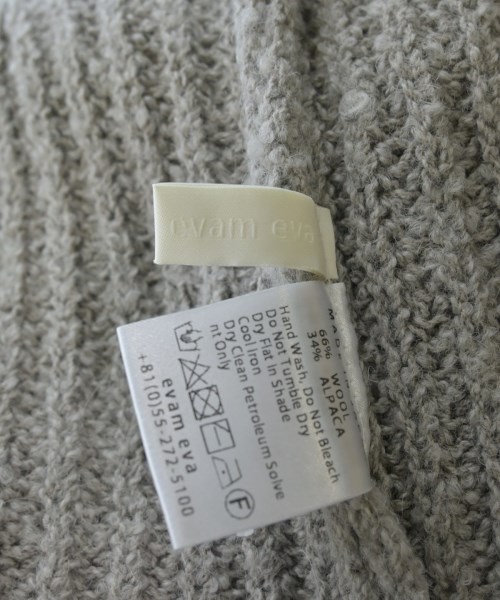 evam eva
MADE
66% WOOL
34% ALPACA
Hand Wash, Do Not Bleach
Do Not Tumble Dry
Dry Flat in Shade
Cool Iron
Dry Clean Petroleum Solve
nt Only
F
evam eva
+81(0)55-272-5100